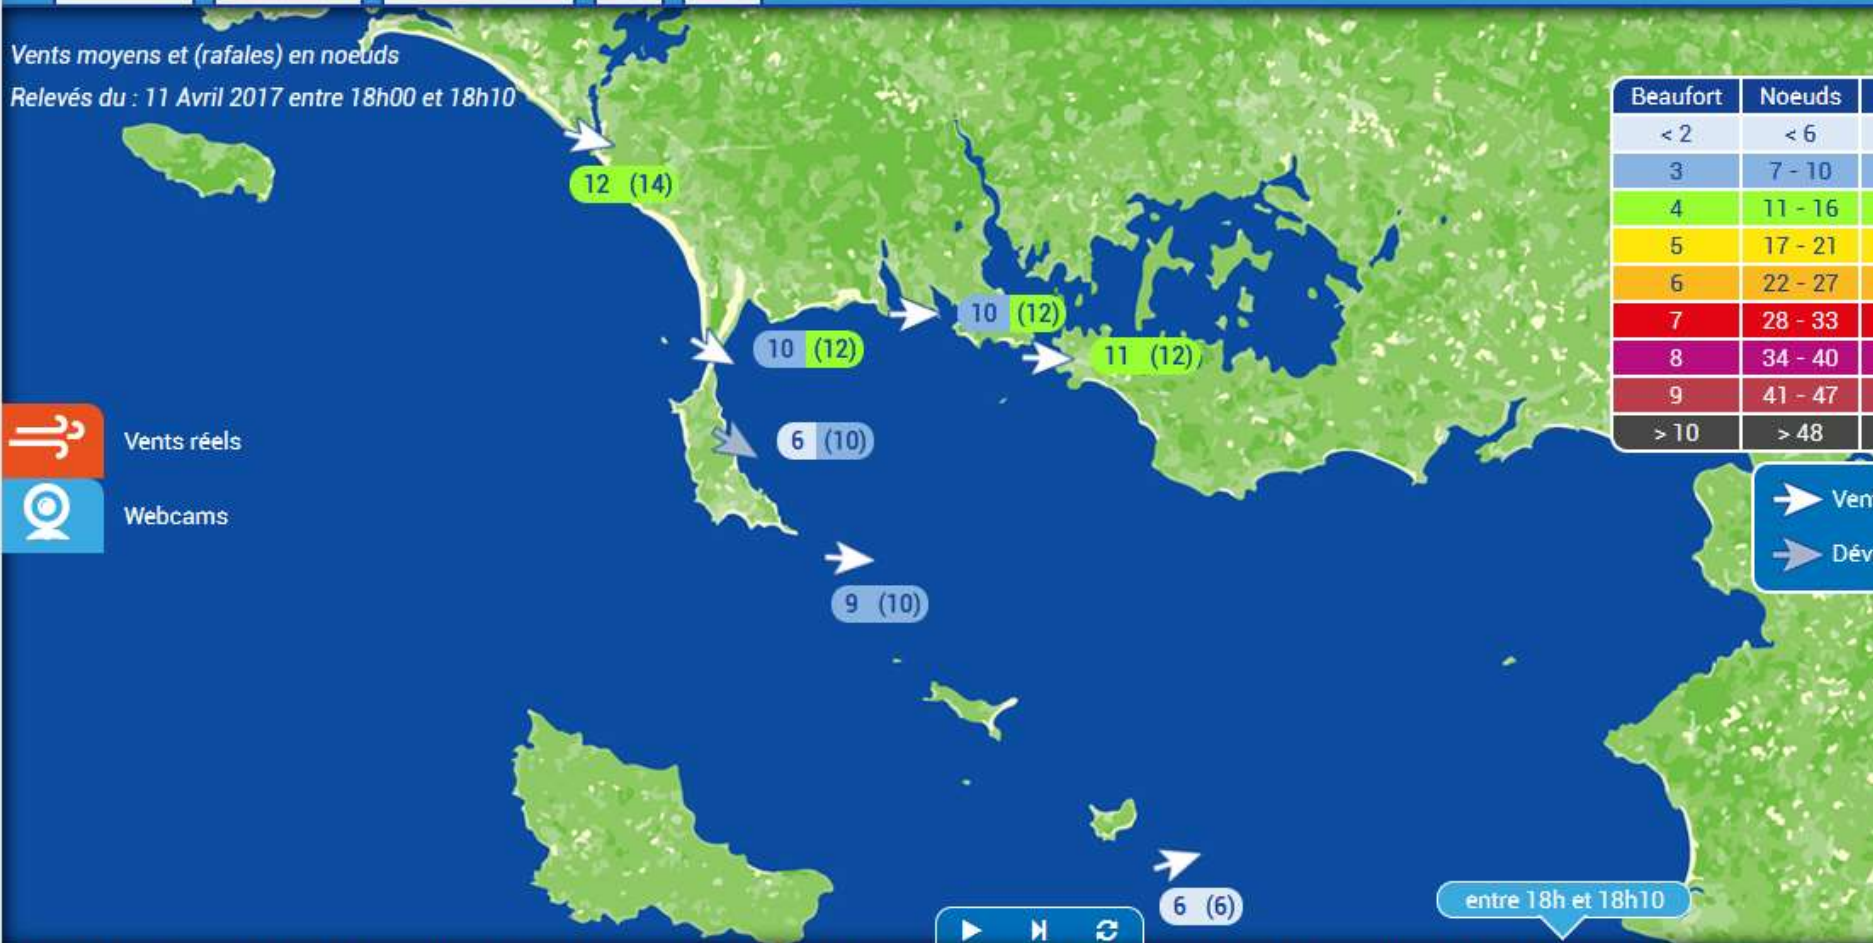 Vents moyens et (rafales) en noeuds
Relevés du : 11 Avril 2017 entre 18h00 et 18h10
Beaufort Noeuds
< 2 < 6
3 7 - 10
4 11 - 16
5 17 - 21
6 22 - 27
7 28 - 33
8 34 - 40
9 41 - 47
> 10 > 48
12 (14)
10 (12)
10 (12)
11 (12)
Vents réels
6 (10)
Webcams
Ven
Dév
9 (10)
6 (6)
entre 18h et 18h10